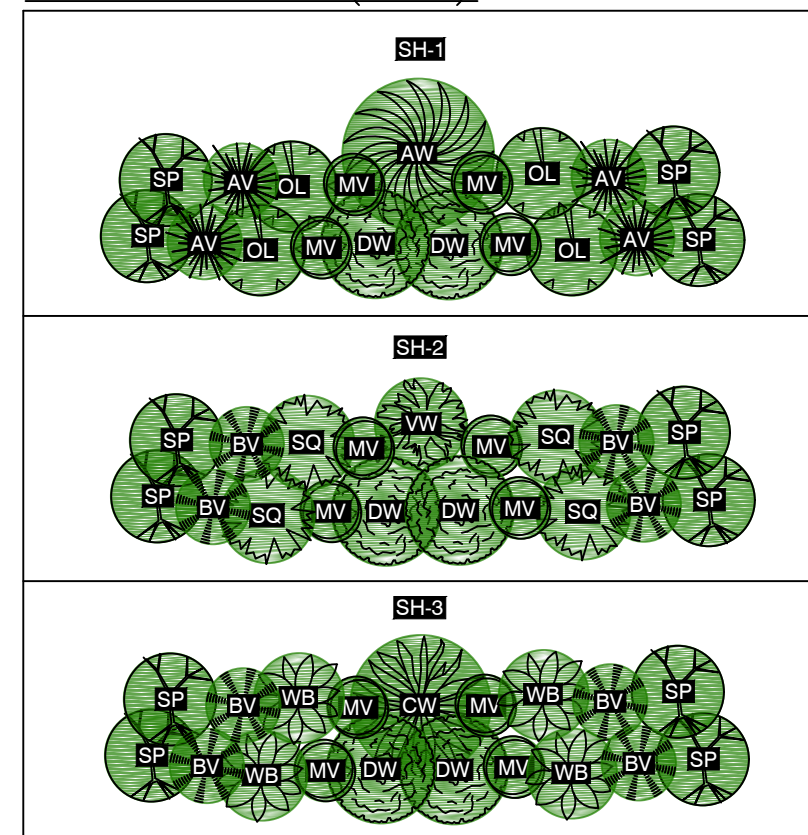 SH-1
AW
SP AV OL MV MV OL AV SP
SP AV OL MV DW DW MV OL AV SP
SH-2
VW
SP BV SQ MV MV SQ BV SP
SP BV SQ MV DW DW MV SQ BV SP
SH-3
SP BV WB MV CW MV WB BV SP
SP BV WB MV DW DW MV WB BV SP